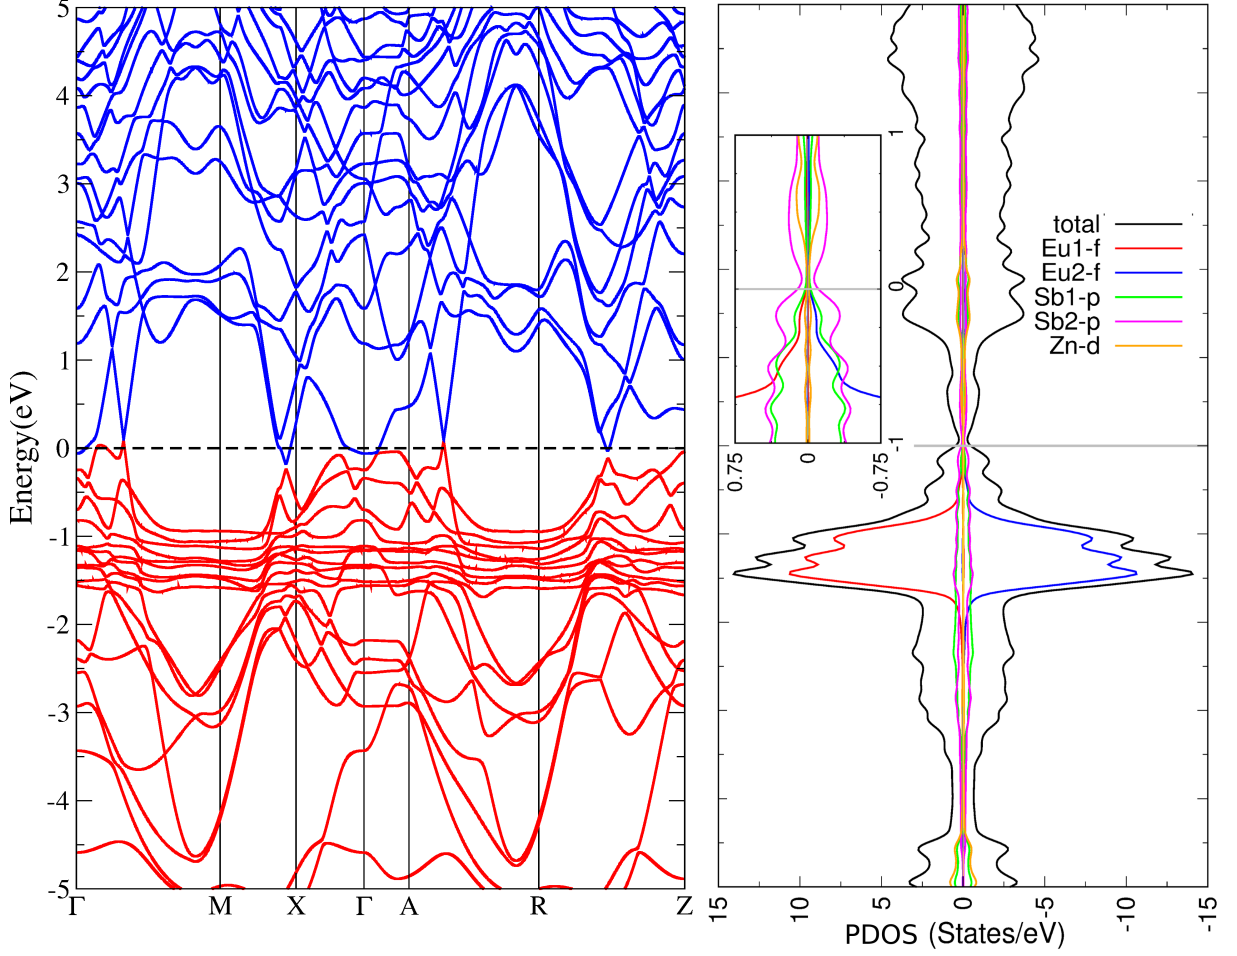 Energy(eV)
5
4
3
2
1
0
-1
-2
-3
-4
-5
Γ M X Γ A R Z
1
0
-1
0.75 0 -0.75
total
Eu1-f
Eu2-f
Sb1-p
Sb2-p
Zn-d
15 10 5 0 -5 -10 -15
PDOS (States/eV)